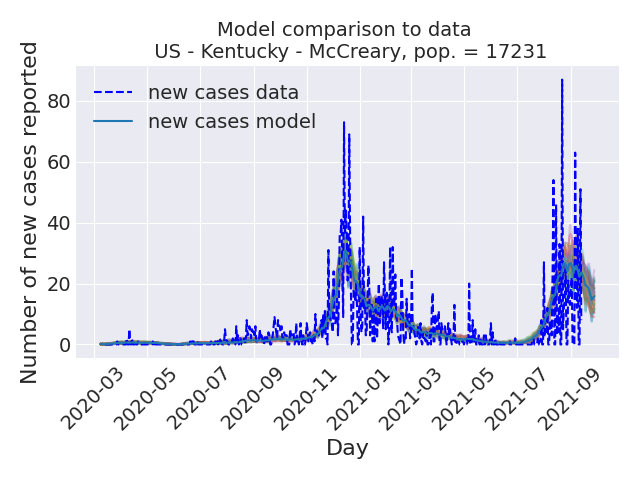 Model comparison to data
US - Kentucky - McCreary, pop. = 17231
Number of new cases reported
80
60
40
20
0
new cases data
new cases model
2020-03
2020-05
2020-07
2020-09
2020-11
2021-01
2021-03
2021-05
2021-07
2021-09
Day